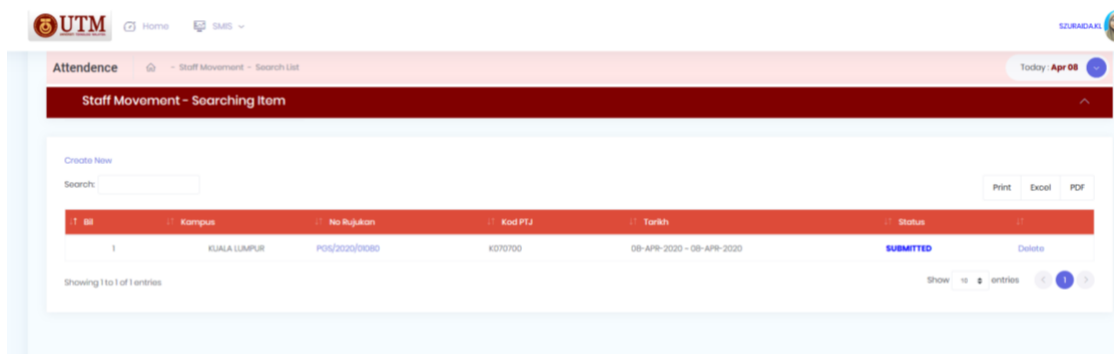 UTM Home SMIS SZURAIDA.KL
Attendence - Staff Movement - Search List Today : Apr 08
Staff Movement - Searching Item
Create New
Search: Print Excel PDF
Bil Kampus No Rujukan Kod PTJ Tarikh Status
1 KUALA LUMPUR PGS/2020/01080 K070700 08-APR-2020 - 08-APR-2020 SUBMITTED Delete
Showing 1 to 1 of 1 entries Show 10 entries 1